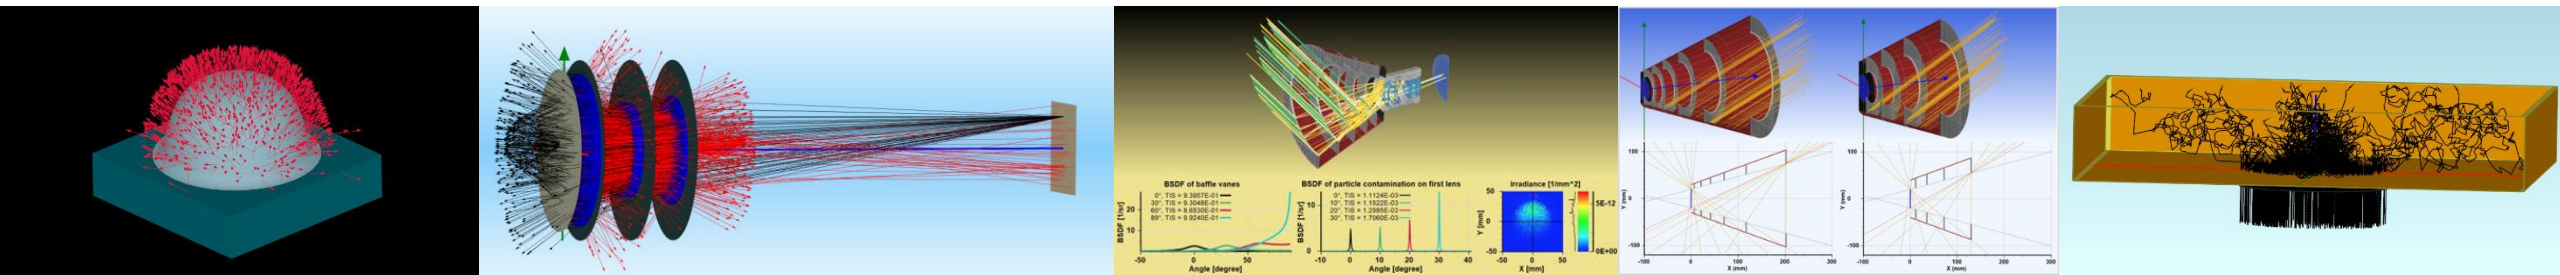 BSDF of baffle vanes
0°, TIS = 9.3957E-01
30°, TIS = 9.3048E-01
60°, TIS = 8.6530E-01
89°, TIS = 9.9240E-01
BSDF [1/sr]
20
10
-50 0 50
Angle [degree]
BSDF of particle contamination on first lens
0°, TIS = 1.1124E-03
10°, TIS = 1.1522E-03
20°, TIS = 1.2985E-03
30°, TIS = 1.7060E-03
BSDF [1/sr]
10
0
-10 0 10 20 30 40
Angle [degree]
Irradiance [1/mm^2]
50
0
-50
Y [mm]
-50 0 50
X [mm]
5E-12
0E+00
100
0
-100
Y (mm)
-100 0 100 200 300
X (mm)
100
0
-100
Y (mm)
-100 0 100 200 300
X (mm)